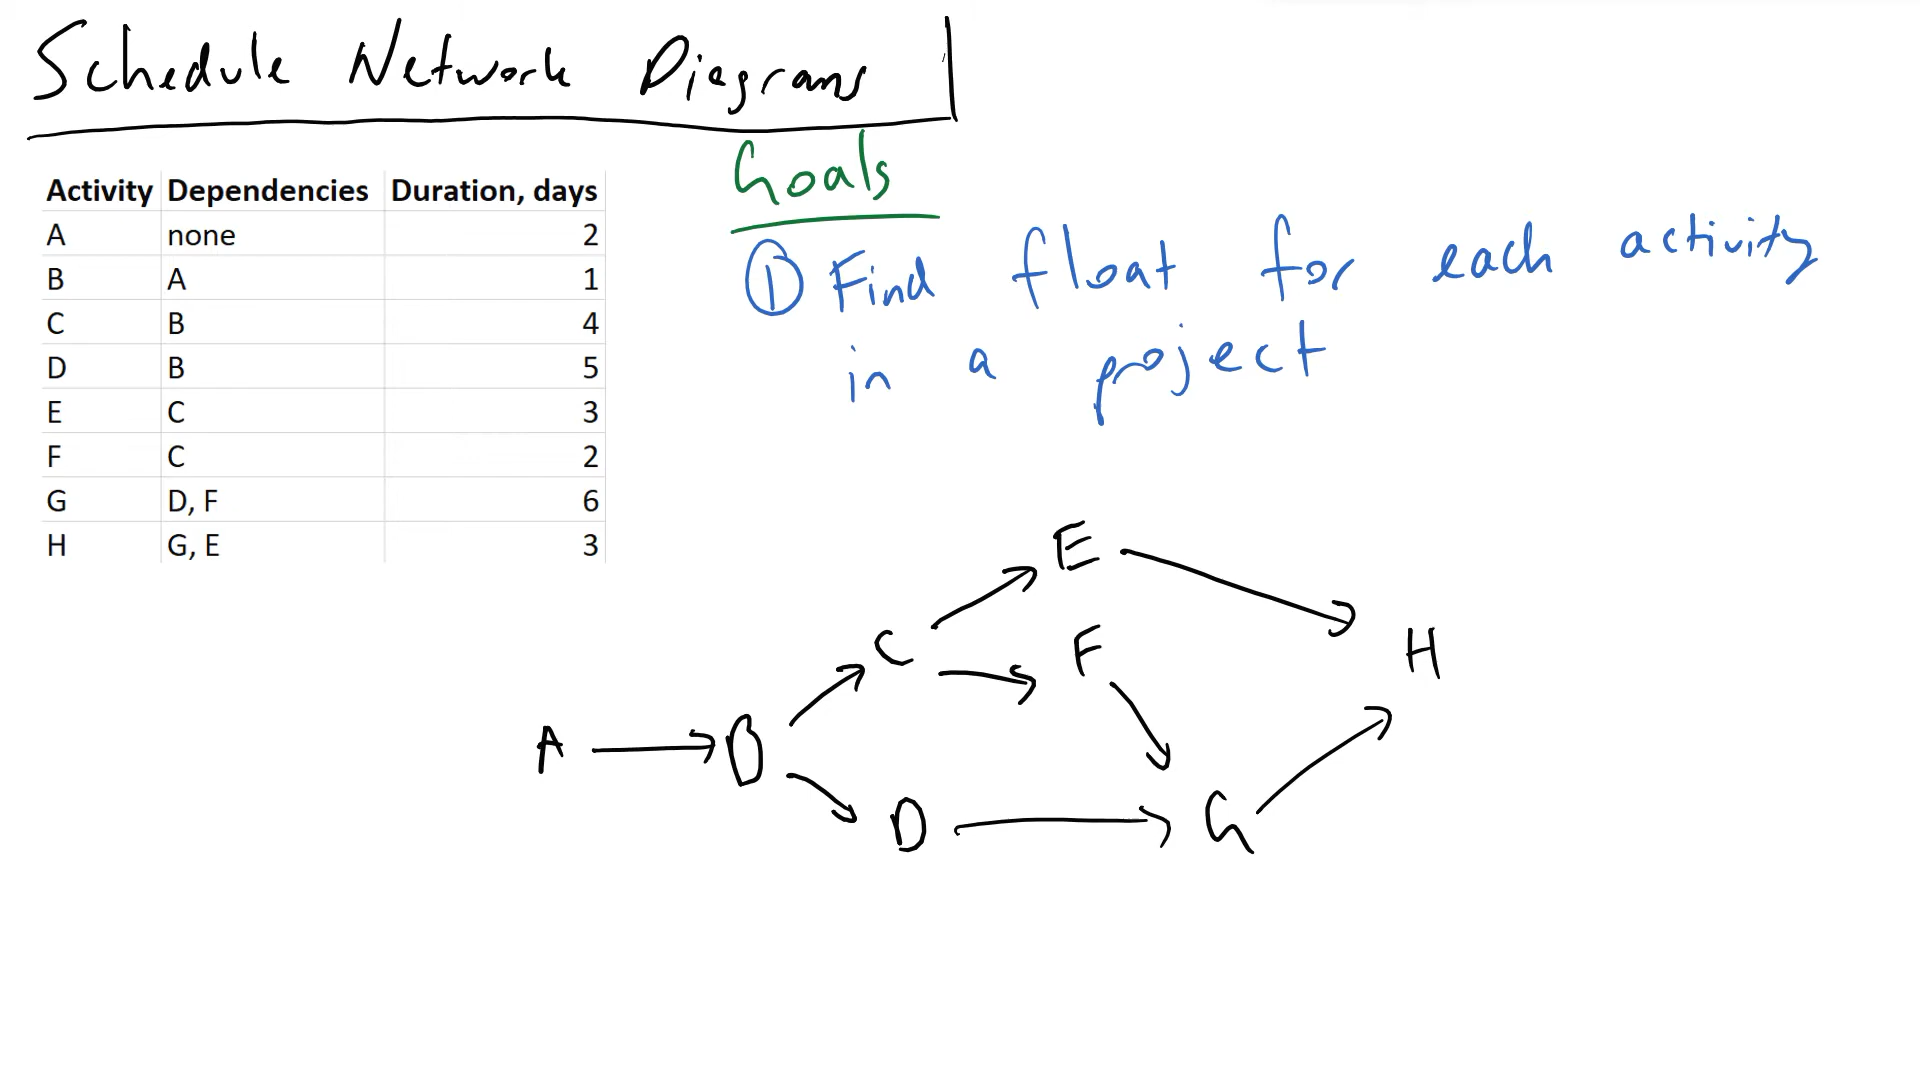 Schedule Network Diagrams
Goals
Activity Dependencies Duration, days
A none 2
B A 1
C B 4
D B 5
E C 3
F C 2
G D, F 6
H G, E 3
① Find float for each activity
in a project
E
C F H
A B
D G